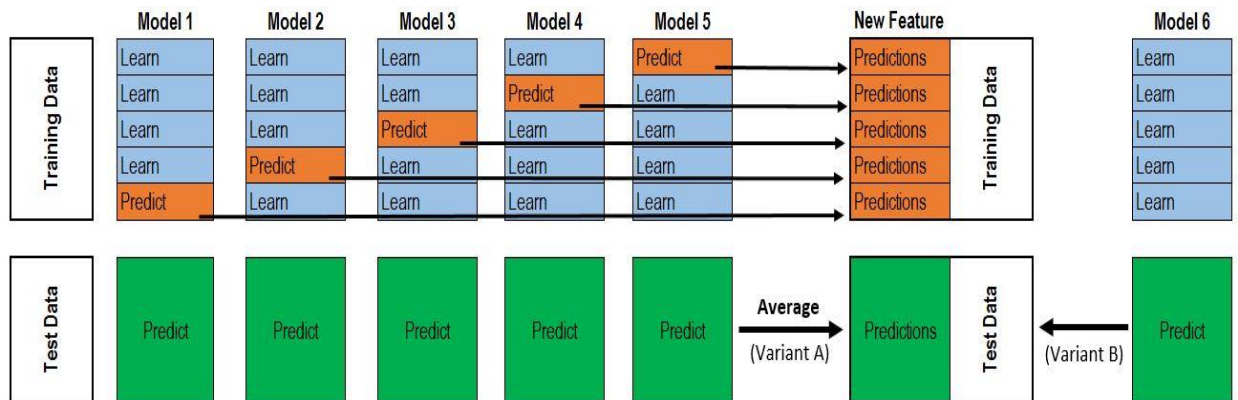 Model 1 Model 2 Model 3 Model 4 Model 5 New Feature Model 6
Training Data
Learn Learn Learn Learn Predict Predictions Learn
Learn Learn Learn Predict Learn Predictions Learn
Learn Learn Predict Learn Learn Predictions Learn
Learn Predict Learn Learn Learn Predictions Learn
Predict Learn Learn Learn Learn Predictions Learn
Training Data
Test Data
Predict Predict Predict Predict Predict
Average
(Variant A)
Predictions
Test Data
(Variant B)
Predict